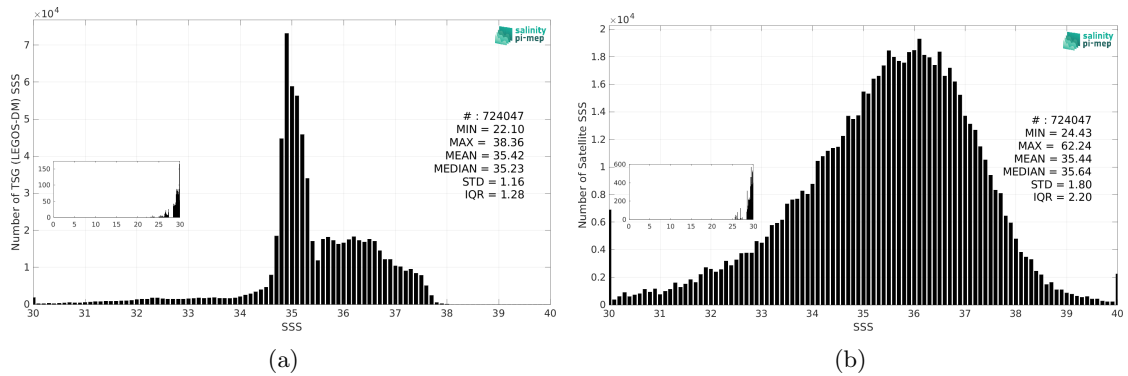 ×10⁴
7
6
5
4
3
2
1
0
Number of TSG (LEGOS-DM) SSS
30 31 32 33 34 35 36 37 38 39 40
SSS
salinity
pi-mep
# : 724047
MIN = 22.10
MAX = 38.36
MEAN = 35.42
MEDIAN = 35.23
STD = 1.16
IQR = 1.28
150
100
50
0
0 5 10 15 20 25 30
(a)
×10⁴
2
1.8
1.6
1.4
1.2
1
0.8
0.6
0.4
0.2
0
Number of Satellite SSS
30 31 32 33 34 35 36 37 38 39 40
SSS
salinity
pi-mep
# : 724047
MIN = 24.43
MAX = 62.24
MEAN = 35.44
MEDIAN = 35.64
STD = 1.80
IQR = 2.20
600
400
200
0
0 5 10 15 20 25 30
(b)